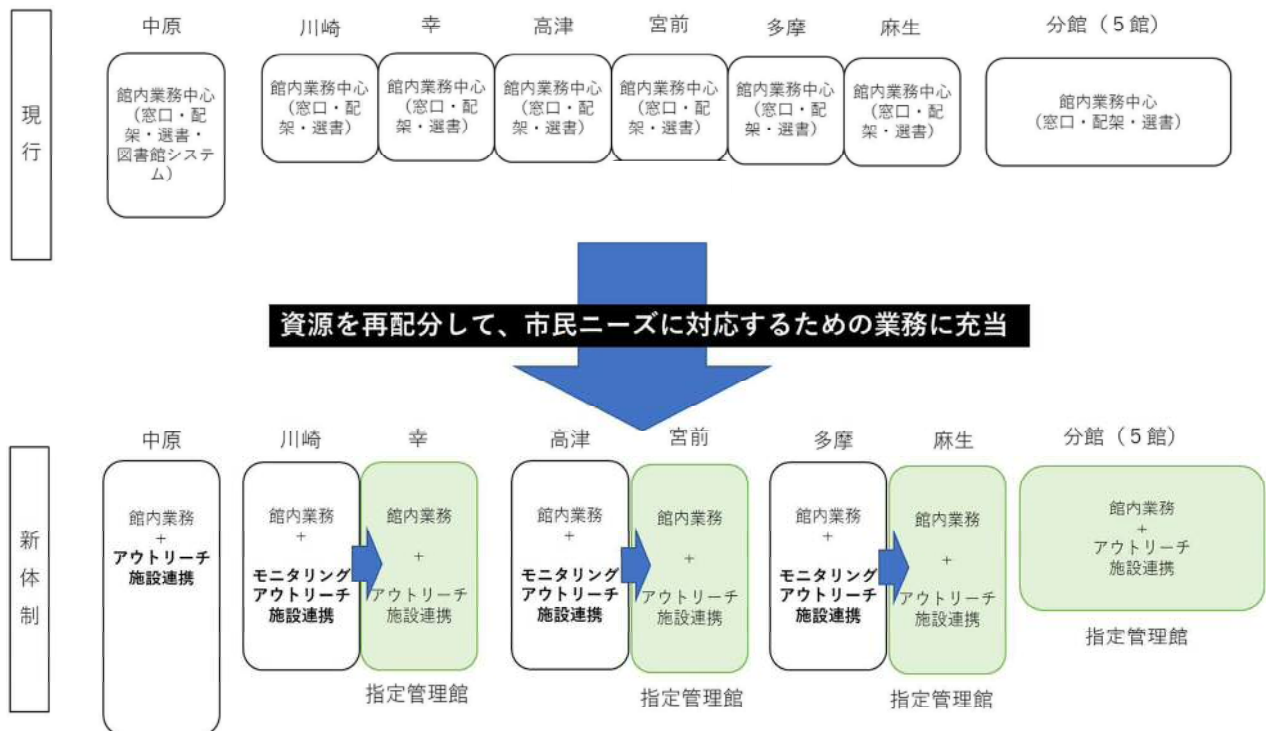 中原
川崎
幸
高津
宮前
多摩
麻生
分館（５館）
現行
館内業務中心
（窓口・配
架・選書・
図書館システ
ム）
館内業務中心
（窓口・配
架・選書）
館内業務中心
（窓口・配
架・選書）
館内業務中心
（窓口・配
架・選書）
館内業務中心
（窓口・配
架・選書）
館内業務中心
（窓口・配
架・選書）
館内業務中心
（窓口・配
架・選書）
館内業務中心
（窓口・配架・選書）
資源を再配分して、市民ニーズに対応するための業務に充当
中原
川崎
幸
高津
宮前
多摩
麻生
分館（５館）
新体制
館内業務
+
アウトリーチ
施設連携
館内業務
+
モニタリング
アウトリーチ
施設連携
館内業務
+
アウトリーチ
施設連携
館内業務
+
モニタリング
アウトリーチ
施設連携
館内業務
+
アウトリーチ
施設連携
館内業務
+
モニタリング
アウトリーチ
施設連携
館内業務
+
アウトリーチ
施設連携
館内業務
+
アウトリーチ
施設連携
指定管理館
指定管理館
指定管理館
指定管理館